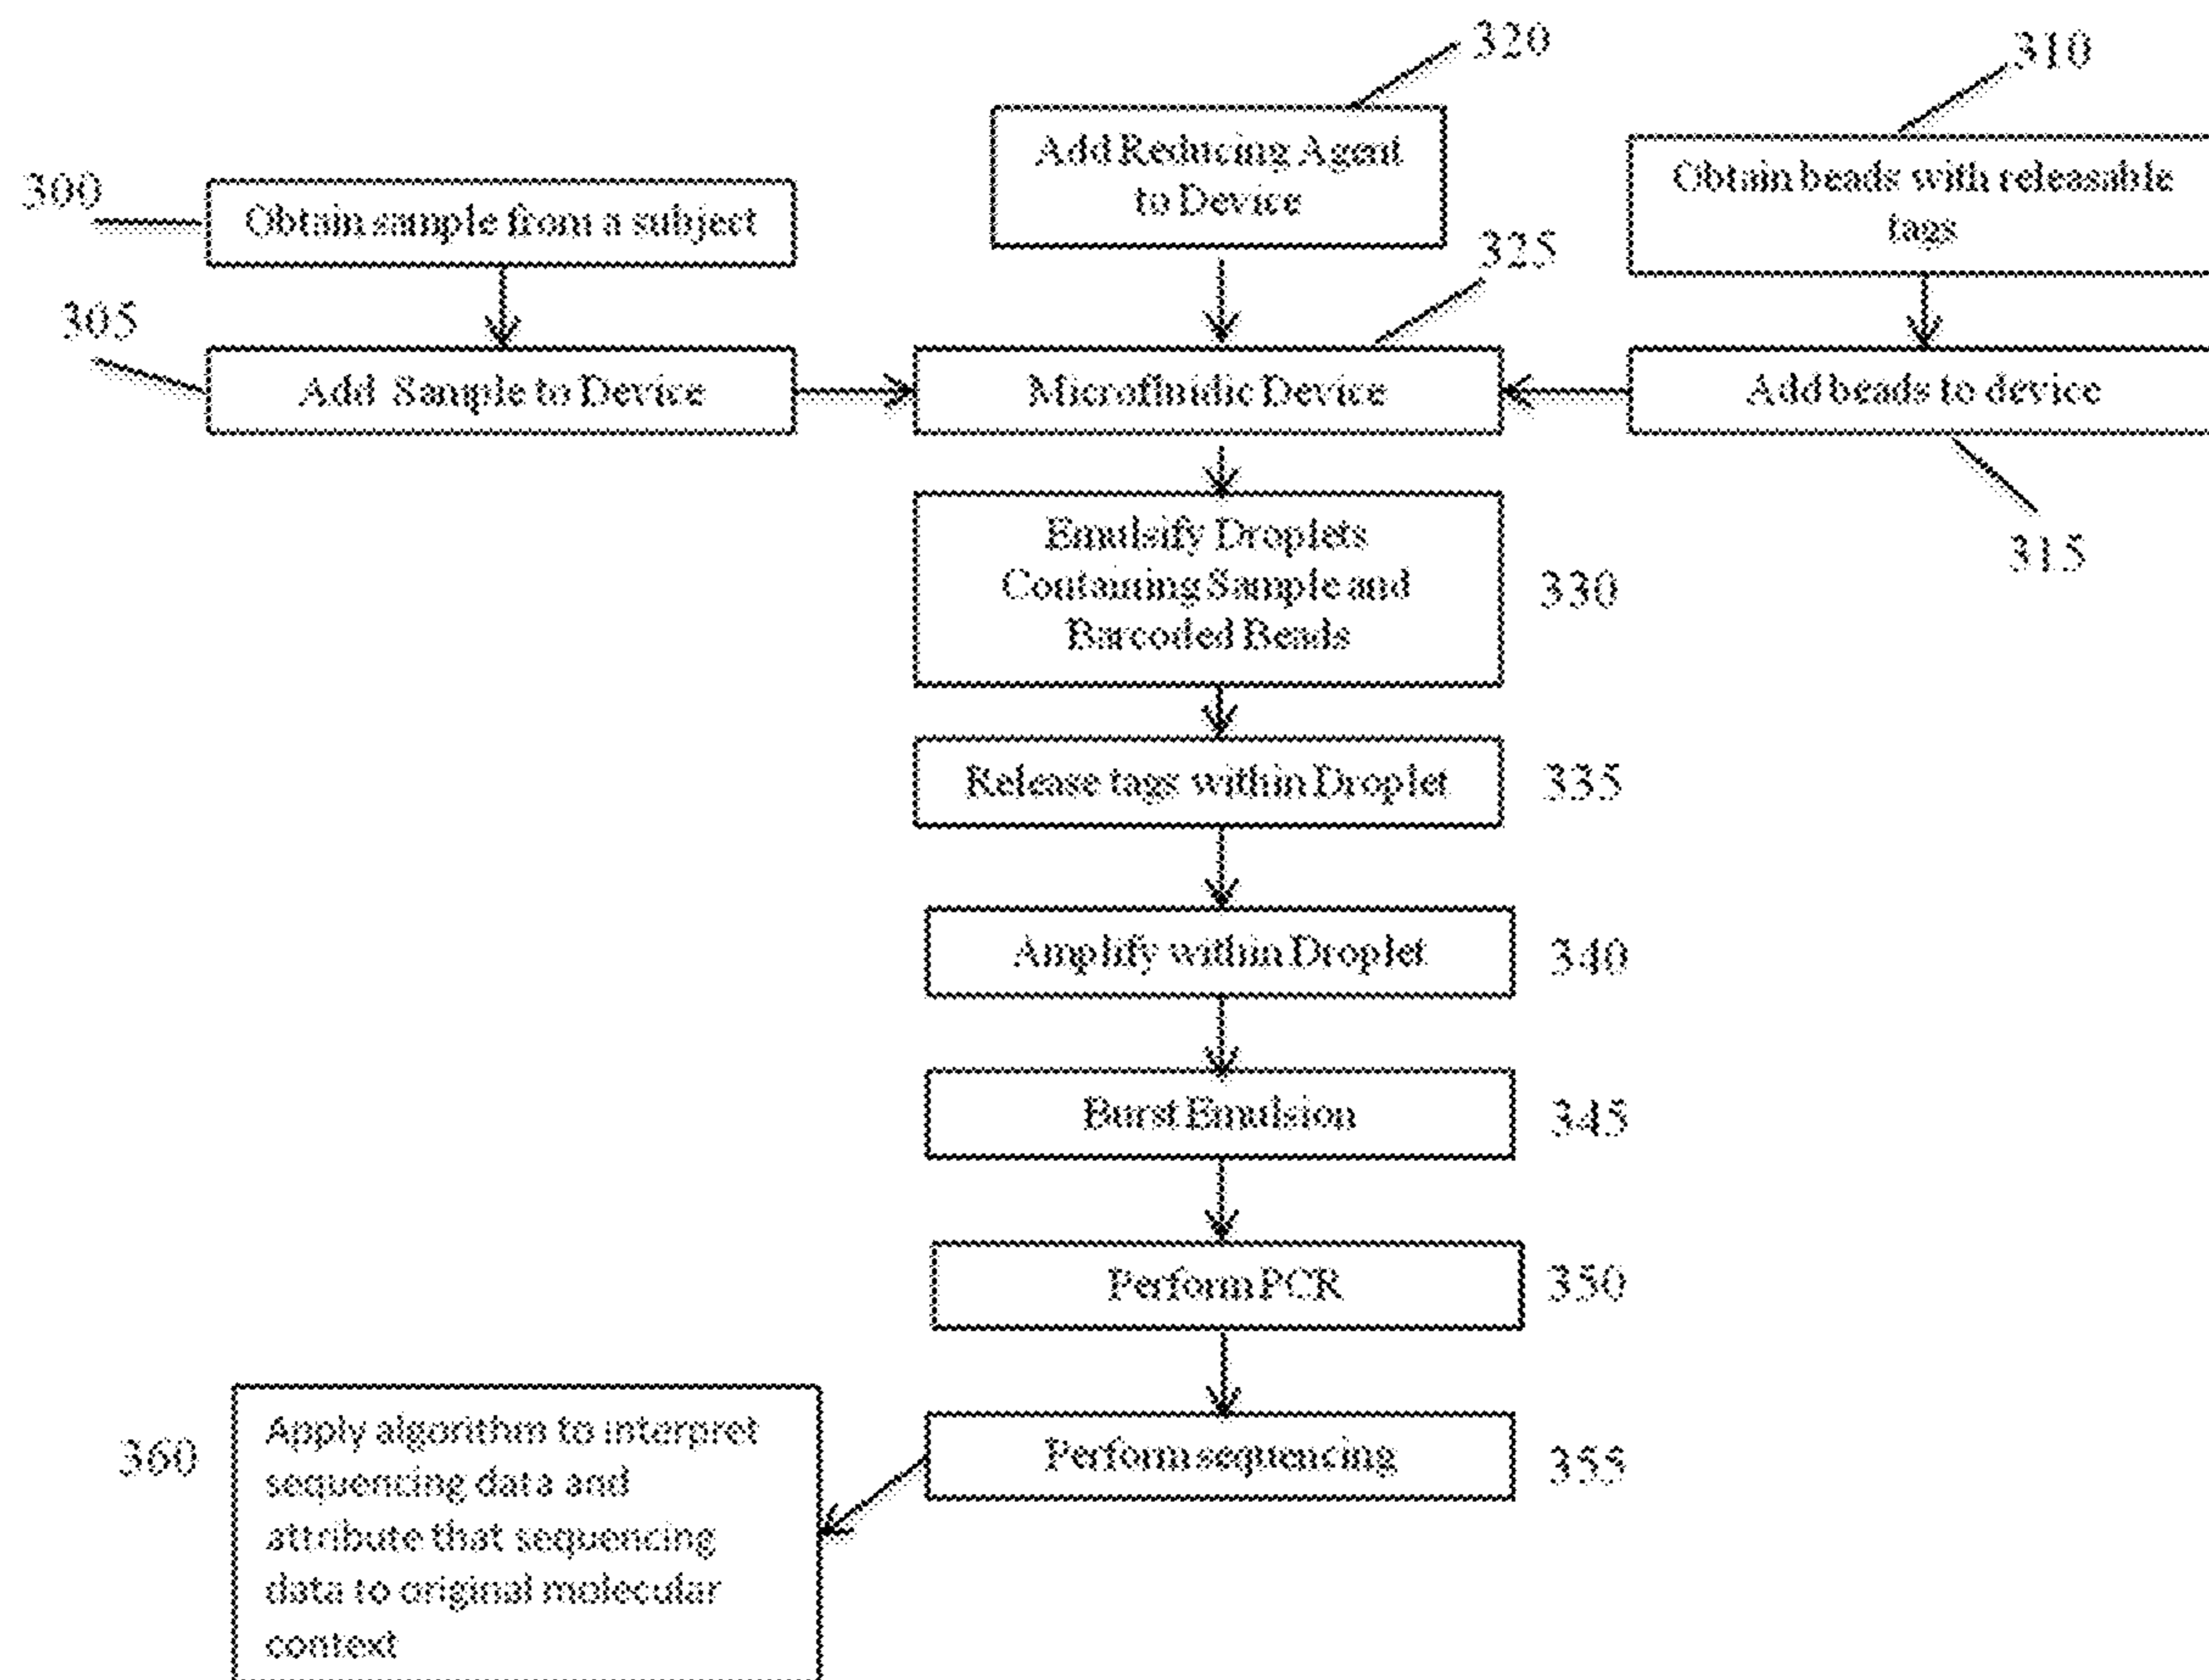 320
310
Add Reducing Agent
to Device
Obtain beads with releasable
tags
300
Obtain sample from a subject
325
305
Add Sample to Device
Microfluidic Device
Add beads to device
315
Emulsify Droplets
Containing Sample and
Barcoded Beads
330
Release tags within Droplet
335
Amplify within Droplet
340
Burst Emulsion
345
Perform PCR
350
Perform sequencing
355
360
Apply algorithm to interpret
sequencing data and
attribute that sequencing
data to original molecular
context